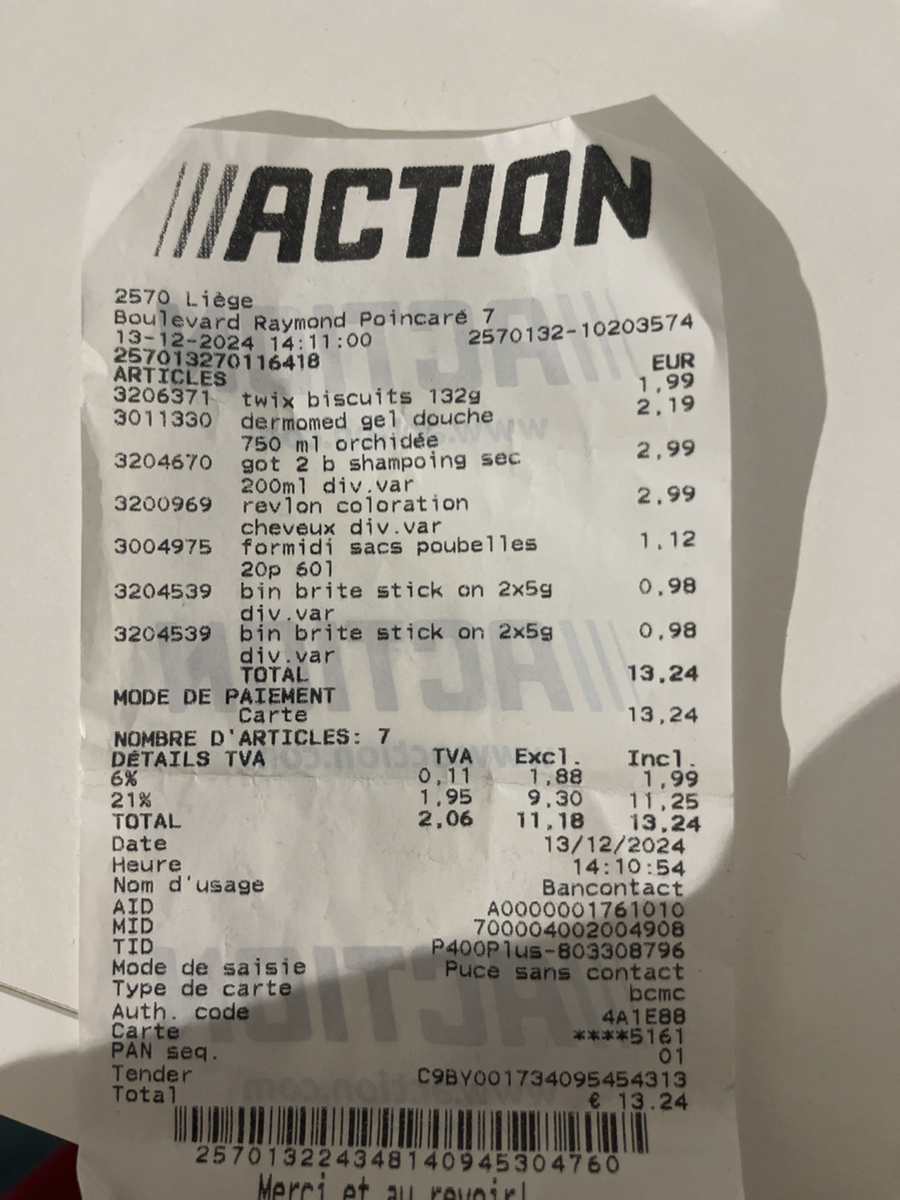 ACTION
2570 Liège
Boulevard Raymond Poincaré 7
13-12-2024 14:11:00 2570132-10203574
257013270116418 EUR
ARTICLES
3206371 twix biscuits 132g 1,99
3011330 dermomed gel douche 2,19
750 ml orchidée
3204670 got 2 b shampoing sec 2,99
200ml div.var
3200969 revlon coloration 2,99
cheveux div.var
3004975 formidi sacs poubelles 1,12
20p 60l
3204539 bin brite stick on 2x5g 0,98
div.var
3204539 bin brite stick on 2x5g 0,98
div.var
TOTAL 13,24
MODE DE PAIEMENT
Carte 13,24
NOMBRE D'ARTICLES: 7
DÉTAILS TVA TVA Excl. Incl.
6% 0,11 1,88 1,99
21% 1,95 9,30 11,25
TOTAL 2,06 11,18 13,24
Date 13/12/2024
Heure 14:10:54
Nom d'usage Bancontact
AID A0000001761010
MID 700004002004908
TID P400Plus-803308796
Mode de saisie Puce sans contact
Type de carte bcmc
Auth. code 4A1E88
Carte ****5161
PAN seq. 01
Tender C9BY001734095454313
Total € 13.24
257013224348140945304760
Merci et au revoir!